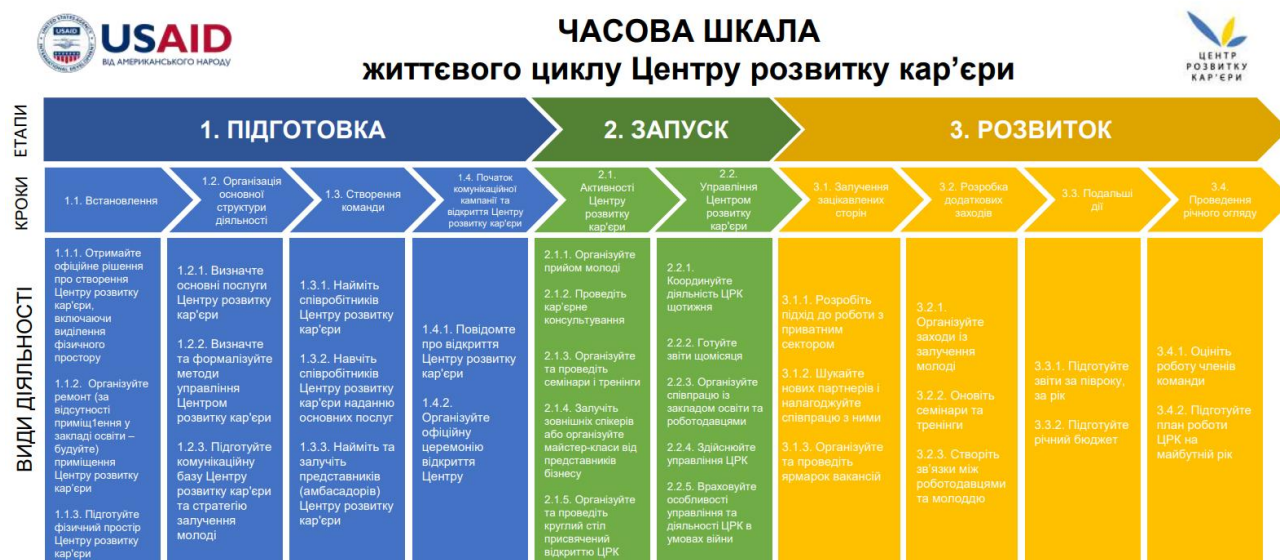 USAID
USAID
ВІД АМЕРИКАНСЬКОГО НАРОДУ
ЧАСОВА ШКАЛА
життєвого циклу Центру розвитку кар’єри
ЦЕНТР
РОЗВИТКУ
КАР'ЄРИ
ЕТАПИ
1. ПІДГОТОВКА
2. ЗАПУСК
3. РОЗВИТОК
КРОКИ
1.1. Встановлення
1.2. Організація
основної
структури
діяльності
1.3. Створення
команди
1.4. Початок
комунікаційної
кампанії та
відкриття Центру
розвитку кар'єри
2.1.
Активності
Центру
розвитку
кар'єри
2.2.
Управління
Центром
розвитку
кар'єри
3.1. Залучення
зацікавлених
сторін
3.2. Розробка
додаткових
заходів
3.3. Подальші
дії
3.4.
Проведення
річного огляду
ВИДИ ДІЯЛЬНОСТІ
1.1.1. Отримайте
офіційне рішення
про створення
Центру розвитку
кар'єри,
включаючи
виділення
фізичного
простору
1.1.2. Організуйте
ремонт (за
відсутності
приміщ1ення у
закладі освіти –
будуйте)
приміщення
Центру розвитку
кар’єри
1.1.3. Підготуйте
фізичний простір
Центру розвитку
кар'єри
1.2.1. Визначте
основні послуги
Центру розвитку
кар'єри
1.2.2. Визначте
та формалізуйте
методи
управління
Центром
розвитку кар'єри
1.2.3. Підготуйте
комунікаційну
базу Центру
розвитку кар'єри
та стратегію
залучення
молоді
1.3.1. Найміть
співробітників
Центру розвитку
кар'єри
1.3.2. Навчіть
співробітників
Центру розвитку
кар'єри наданню
основних послуг
1.3.3. Найміть та
залучіть
представників
(амбасадорів)
Центру розвитку
кар'єри
1.4.1. Повідомте
про відкриття
Центру розвитку
кар'єри
1.4.2.
Організуйте
офіційну
церемонію
відкриття
Центру
2.1.1. Організуйте
прийом молоді
2.1.2. Проведіть
кар’єрне
консультування
2.1.3. Організуйте
та проведіть
семінари і тренінги
2.1.4. Залучіть
зовнішніх спікерів
або організуйте
майстер-класи від
представників
бізнесу
2.1.5. Організуйте
та проведіть
круглий стіл
присвячений
відкриттю ЦРК
2.2.1.
Координуйте
діяльність ЦРК
щотижня
2.2.2. Готуйте
звіти щомісяця
2.2.3. Організуйте
співпрацю із
закладом освіти та
роботодавцями
2.2.4. Здійснюйте
управління ЦРК
2.2.5. Враховуйте
особливості
управління та
діяльності ЦРК в
умовах війни
3.1.1. Розробіть
підхід до роботи з
приватним
сектором
3.1.2. Шукайте
нових партнерів і
налагоджуйте
співпрацю з ними
3.1.3. Організуйте
та проведіть
ярмарок вакансій
3.2.1.
Організуйте
заходи із
залучення
молоді
3.2.2. Оновіть
семінари та
тренінги
3.2.3. Створіть
зв’язки між
роботодавцями
та молоддю
3.3.1. Підготуйте
звіти за півроку,
за рік
3.3.2. Підготуйте
річний бюджет
3.4.1. Оцініть
роботу членів
команди
3.4.2. Підготуйте
план роботи
ЦРК на
майбутній рік